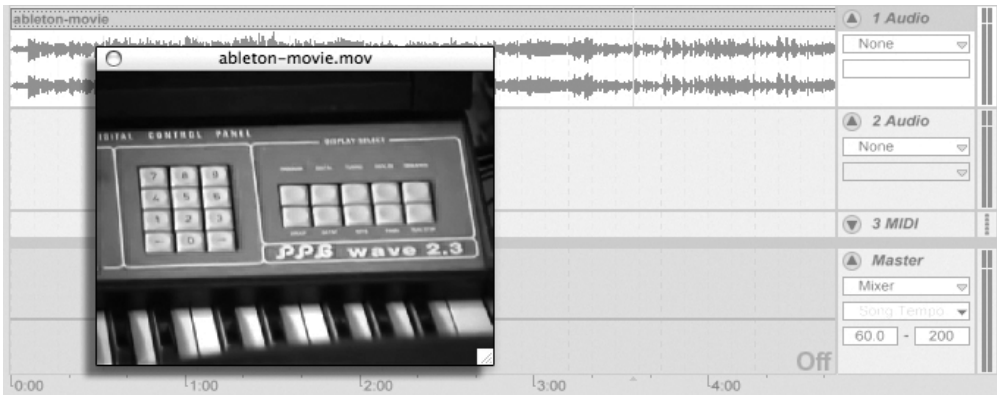 ableton-movie
1 Audio
None
ableton-movie.mov
DIGITAL CONTROL PANEL
DISPLAY SELECT
7 8 9
4 5 6
1 2 3
0
PPG wave 2.3
2 Audio
None
3 MIDI
Master
Mixer
Song Tempo
60.0 - 200
Off
0:00 1:00 2:00 3:00 4:00